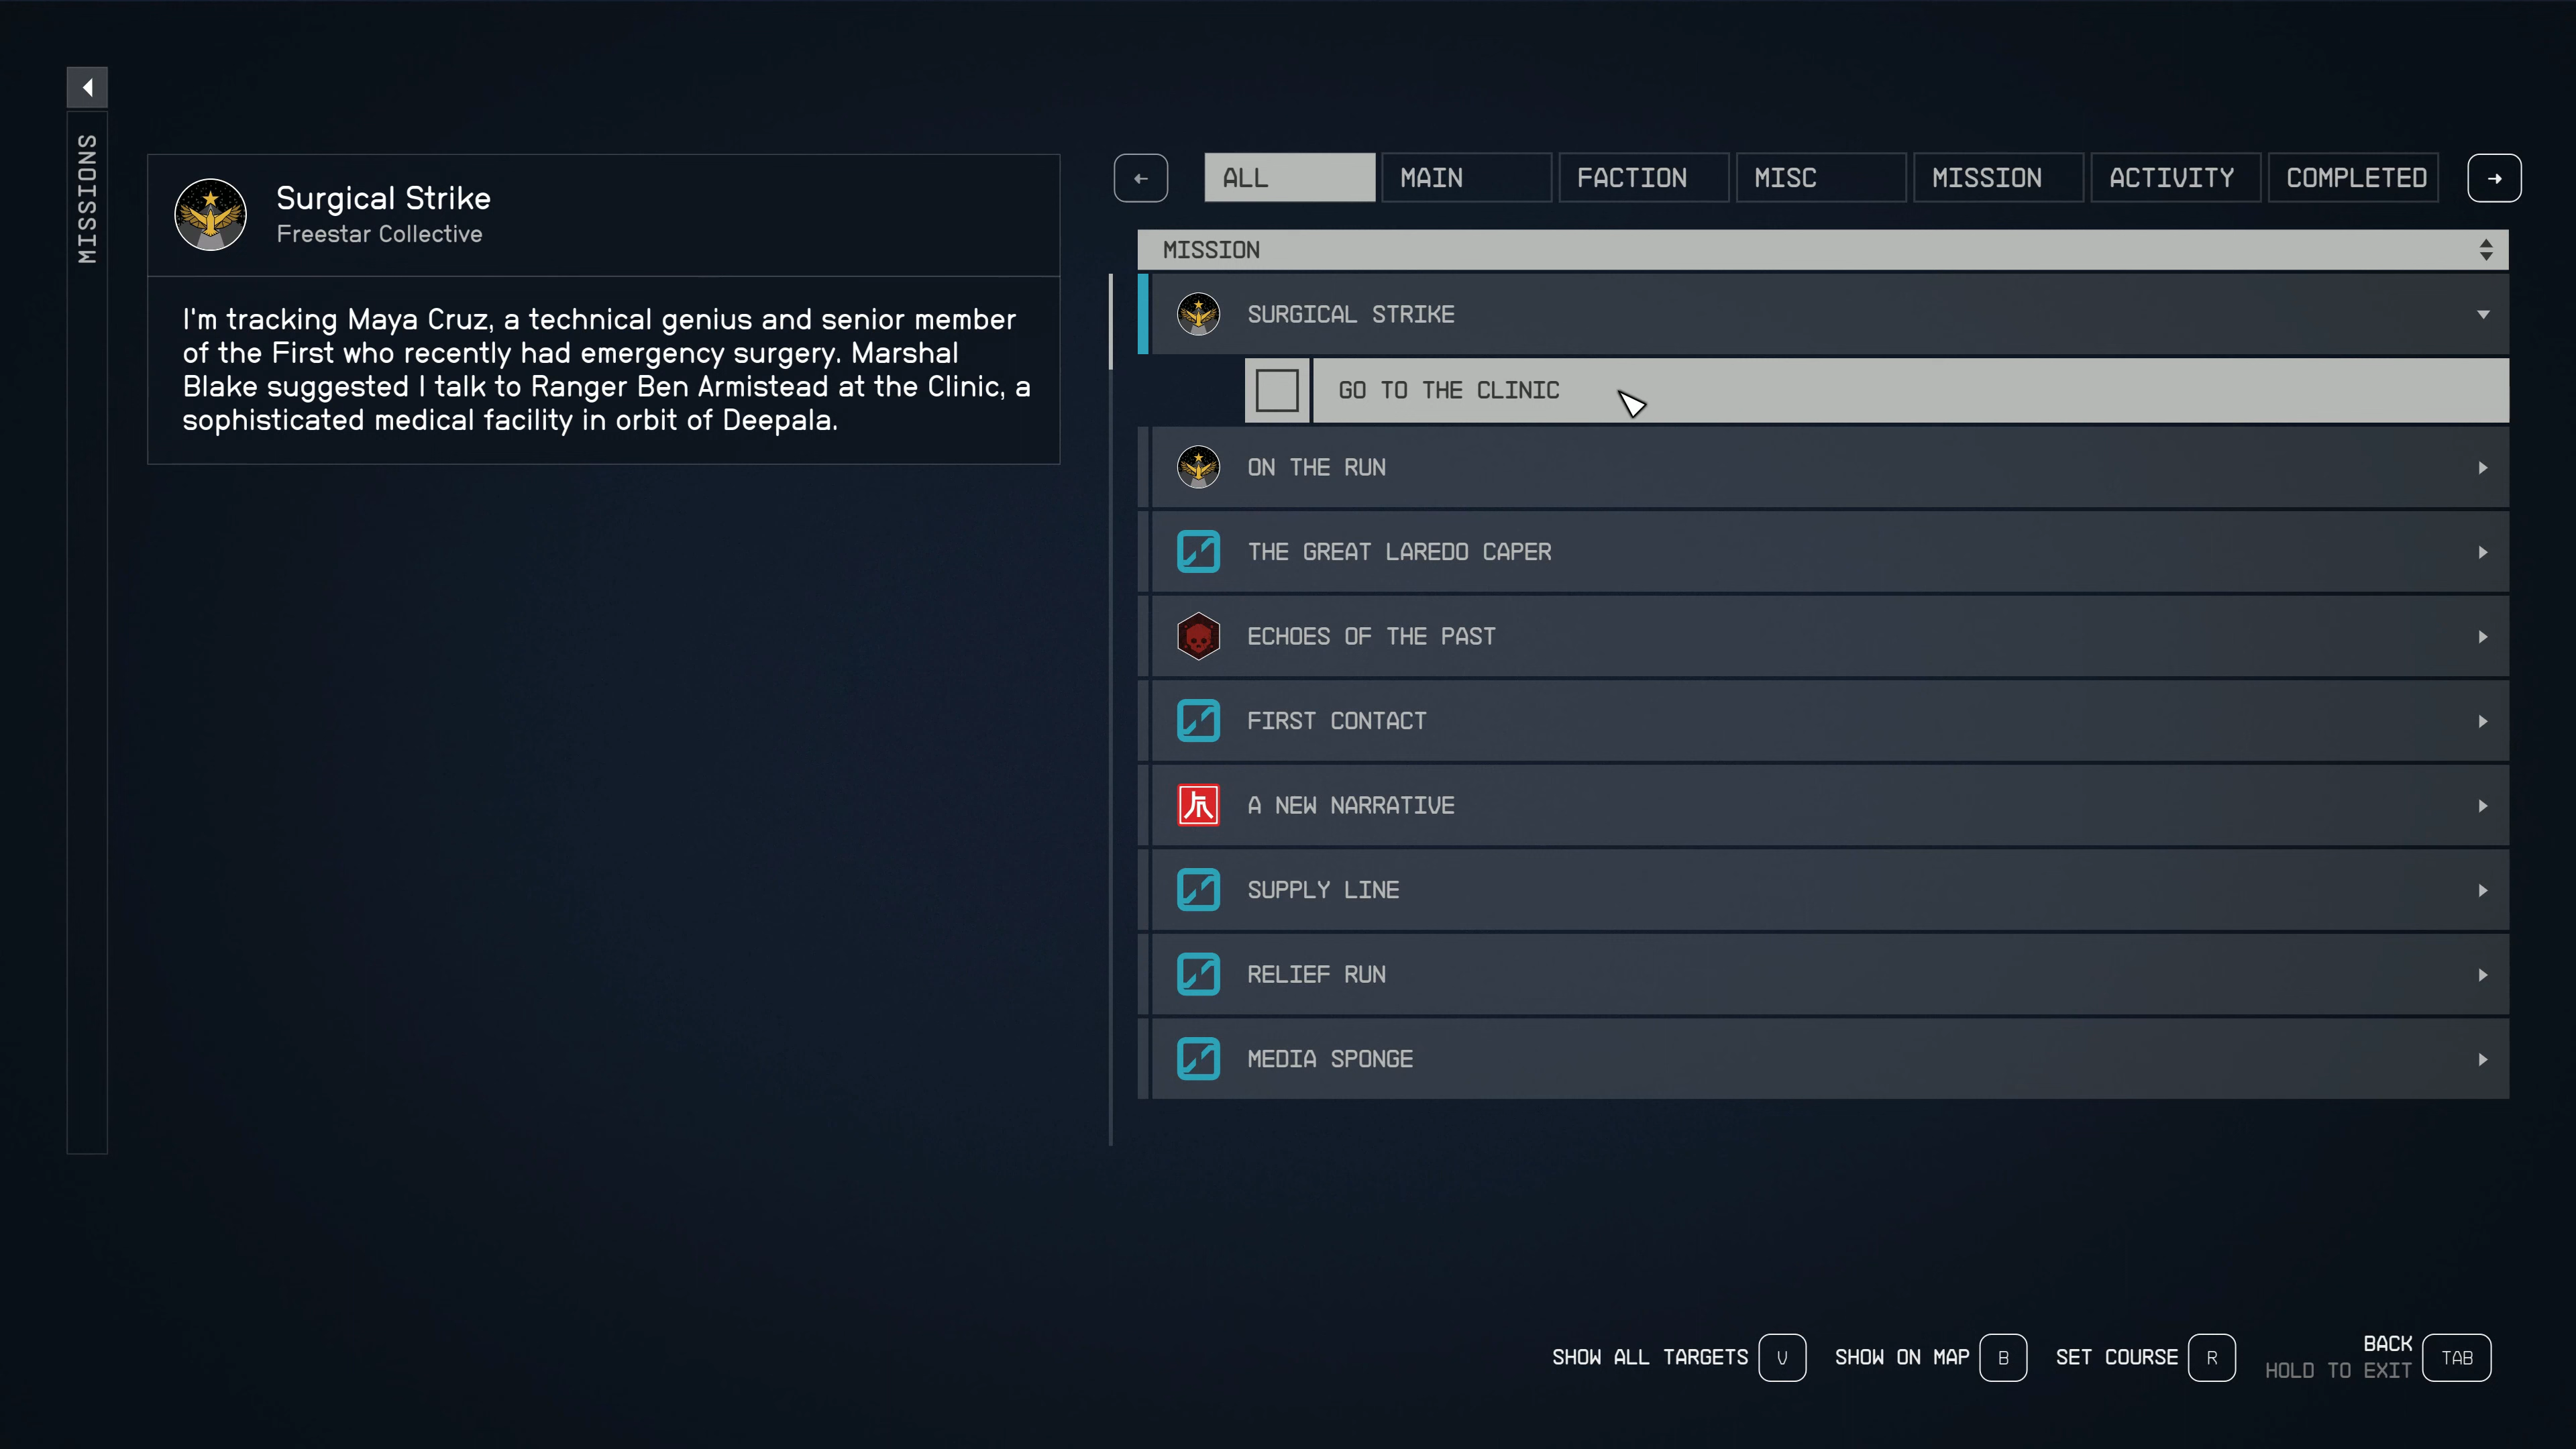 MISSIONS
Surgical Strike
Freestar Collective
I'm tracking Maya Cruz, a technical genius and senior member
of the First who recently had emergency surgery. Marshal
Blake suggested I talk to Ranger Ben Armistead at the Clinic, a
sophisticated medical facility in orbit of Deepala.
ALL MAIN FACTION MISC MISSION ACTIVITY COMPLETED
MISSION
SURGICAL STRIKE
GO TO THE CLINIC
ON THE RUN
THE GREAT LAREDO CAPER
ECHOES OF THE PAST
FIRST CONTACT
A NEW NARRATIVE
SUPPLY LINE
RELIEF RUN
MEDIA SPONGE
SHOW ALL TARGETS V SHOW ON MAP B SET COURSE R BACK TAB
HOLD TO EXIT